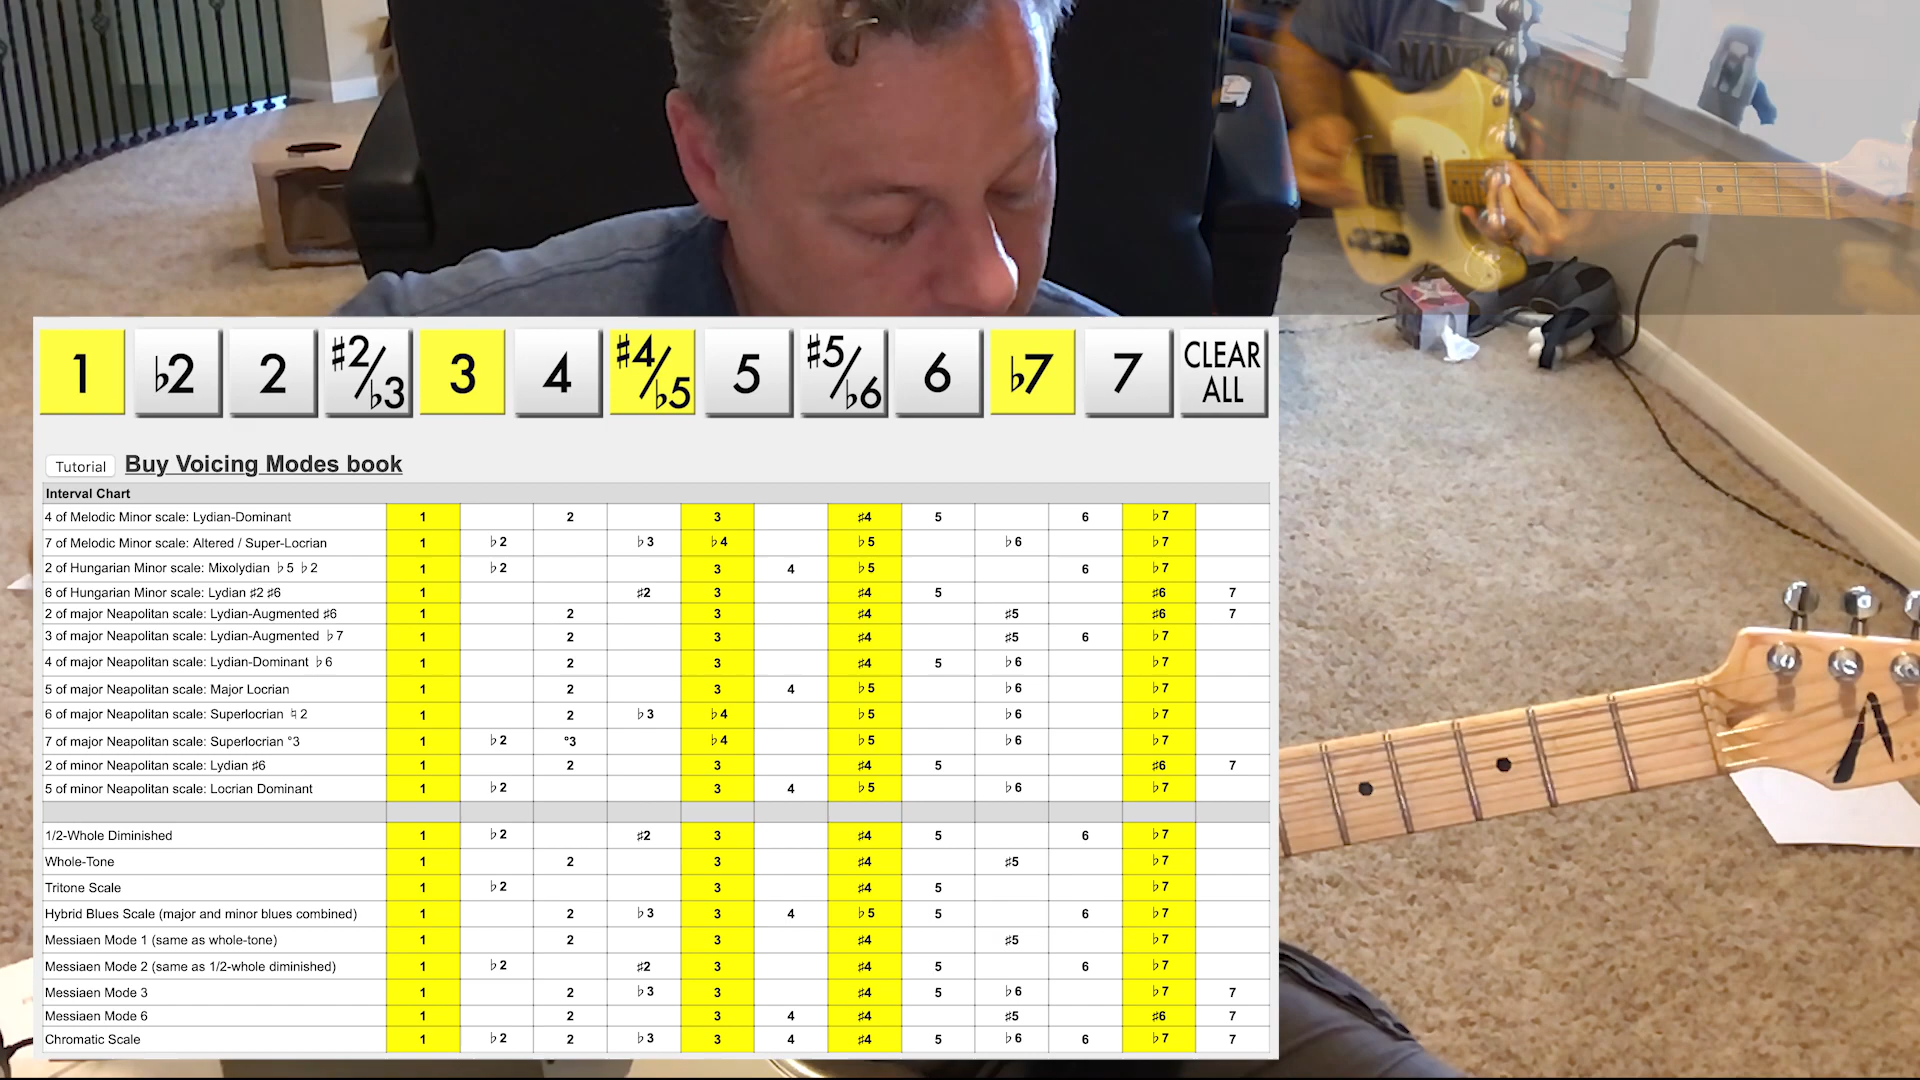 NAN
1 ♭2 2 ♯2/♭3 3 4 ♯4/♭5 5 ♯5/♭6 6 ♭7 7 CLEAR ALL
Tutorial Buy Voicing Modes book
Interval Chart
4 of Melodic Minor scale: Lydian-Dominant 1 2 3 ♯4 5 6 ♭7
7 of Melodic Minor scale: Altered / Super-Locrian 1 ♭2 ♭3 ♭4 ♭5 ♭6 ♭7
2 of Hungarian Minor scale: Mixolydian ♭5 ♭2 1 ♭2 3 4 ♭5 6 ♭7
6 of Hungarian Minor scale: Lydian ♯2 ♯6 1 ♯2 3 ♯4 5 ♯6 7
2 of major Neapolitan scale: Lydian-Augmented ♯6 1 2 3 ♯4 ♯5 ♯6 7
3 of major Neapolitan scale: Lydian-Augmented ♭7 1 2 3 ♯4 ♯5 6 ♭7
4 of major Neapolitan scale: Lydian-Dominant ♭6 1 2 3 ♯4 5 ♭6 ♭7
5 of major Neapolitan scale: Major Locrian 1 2 3 4 ♭5 ♭6 ♭7
6 of major Neapolitan scale: Superlocrian ♮2 1 2 ♭3 ♭4 ♭5 ♭6 ♭7
7 of major Neapolitan scale: Superlocrian °3 1 ♭2 °3 ♭4 ♭5 ♭6 ♭7
2 of minor Neapolitan scale: Lydian ♯6 1 2 3 ♯4 5 ♯6 7
5 of minor Neapolitan scale: Locrian Dominant 1 ♭2 3 4 ♭5 ♭6 ♭7
1/2-Whole Diminished 1 ♭2 ♯2 3 ♯4 5 6 ♭7
Whole-Tone 1 2 3 ♯4 ♯5 ♭7
Tritone Scale 1 ♭2 3 ♯4 5 ♭7
Hybrid Blues Scale (major and minor blues combined) 1 2 ♭3 3 4 ♭5 5 6 ♭7
Messiaen Mode 1 (same as whole-tone) 1 2 3 ♯4 ♯5 ♭7
Messiaen Mode 2 (same as 1/2-whole diminished) 1 ♭2 ♯2 3 ♯4 5 6 ♭7
Messiaen Mode 3 1 2 ♭3 3 ♯4 5 ♭6 ♭7 7
Messiaen Mode 6 1 2 3 4 ♯4 ♯5 ♯6 7
Chromatic Scale 1 ♭2 2 ♭3 3 4 ♯4 5 ♭6 6 ♭7 7